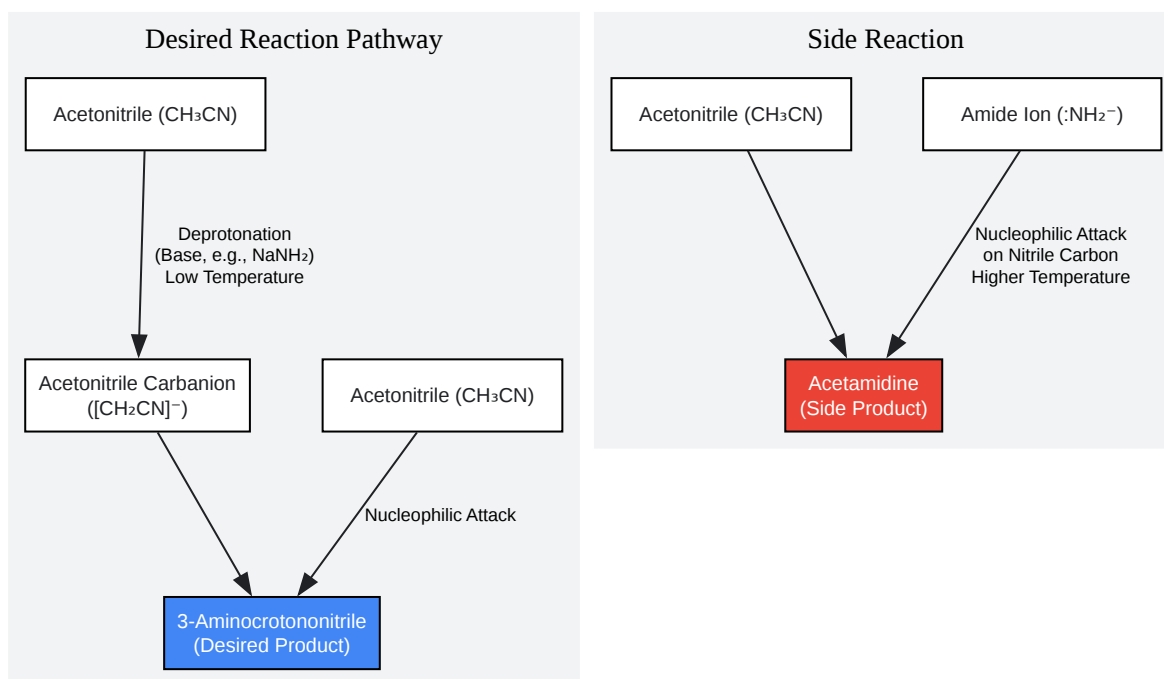 Desired Reaction Pathway
Acetonitrile (CH₃CN)
Deprotonation
(Base, e.g., NaNH₂)
Low Temperature
Acetonitrile Carbanion
([CH₂CN]⁻)
Acetonitrile (CH₃CN)
Nucleophilic Attack
3-Aminocrotononitrile
(Desired Product)
Side Reaction
Acetonitrile (CH₃CN)
Amide Ion (:NH₂⁻)
Nucleophilic Attack
on Nitrile Carbon
Higher Temperature
Acetamidine
(Side Product)